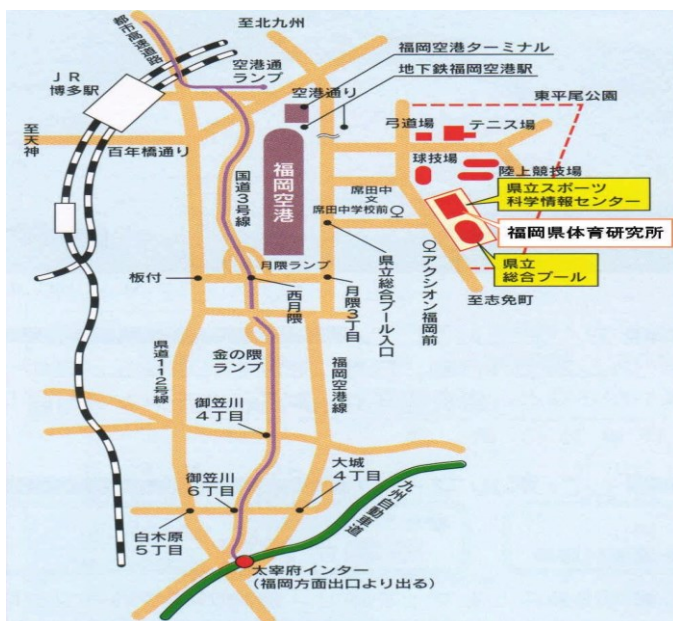 至北九州
都市高速道路
空港通
ランプ
福岡空港ターミナル
地下鉄福岡空港駅
空港通り
JR
博多駅
東平尾公園
弓道場
テニス場
至
天神
百年橋通り
国道3号線
福岡空港
球技場
陸上競技場
席田中
文
席田中学校前
県立スポーツ
科学情報センター
福岡県体育研究所
県立
総合プール
アクシオン福岡前
至志免町
月隈ランプ
板付
西月隈
月隈3丁目
県立総合プール入口
県道112号線
金の隈
ランプ
福岡空港線
御笠川
4丁目
御笠川
6丁目
大城
4丁目
九州自動車道
白木原
5丁目
太宰府インター
(福岡方面出口より出る)